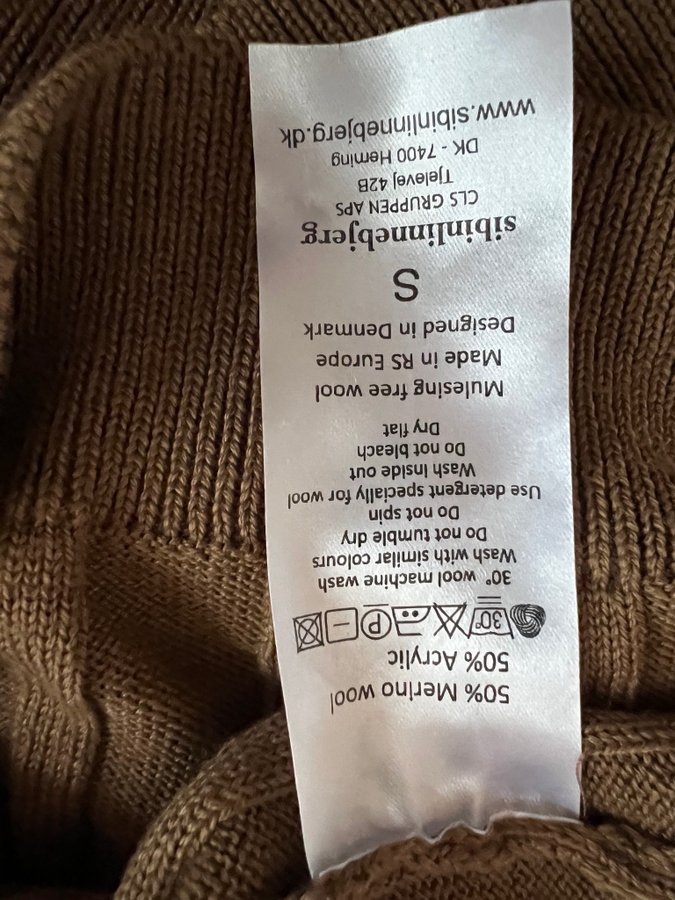 50% Merino wool
50% Acrylic
30°
P
30° wool machine wash
Wash with similar colours
Do not tumble dry
Do not spin
Use detergent specially for wool
Wash inside out
Do not bleach
Dry flat
Mulesing free wool
Made in RS Europe
Designed in Denmark
S
sibinlinnebjerg
CLS GRUPPEN APS
Tjelevej 42B
DK - 7400 Herning
www.sibinlinnebjerg.dk